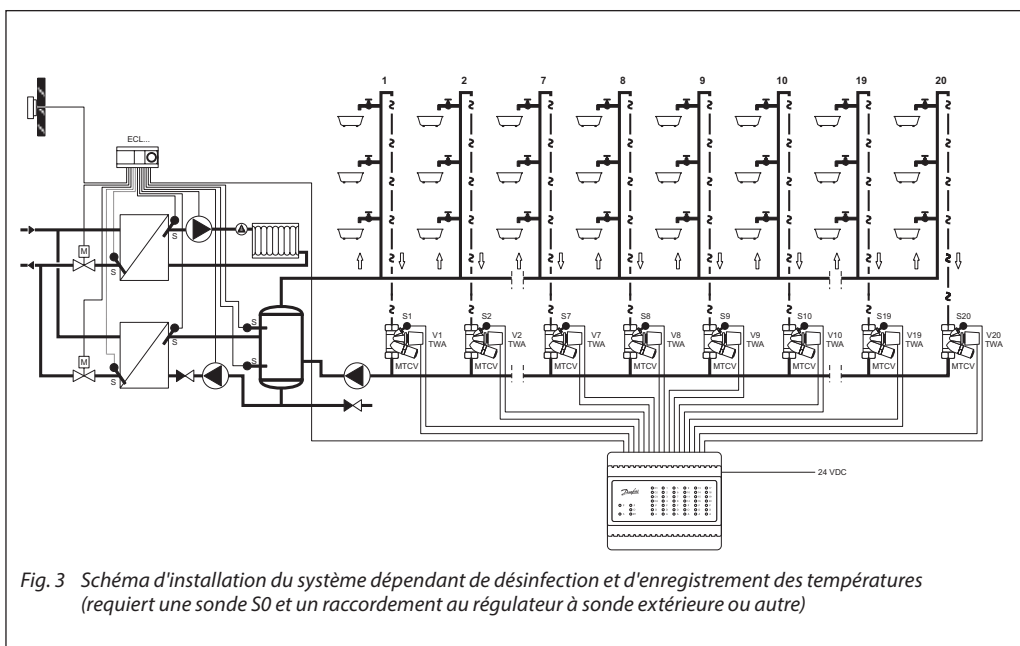 1 2 7 8 9 10 19 20
ECL...
M S S
S1 S2 S7 S8 S9 S10 S19 S20
S
V1 V2 V7 V8 V9 V10 V19 V20
TWA TWA TWA TWA TWA TWA TWA TWA
S
M
S S
MTCV MTCV MTCV MTCV MTCV MTCV MTCV MTCV
24 VDC
Danfoss
Fig. 3 Schéma d'installation du système dépendant de désinfection et d'enregistrement des températures
(requiert une sonde S0 et un raccordement au régulateur à sonde extérieure ou autre)